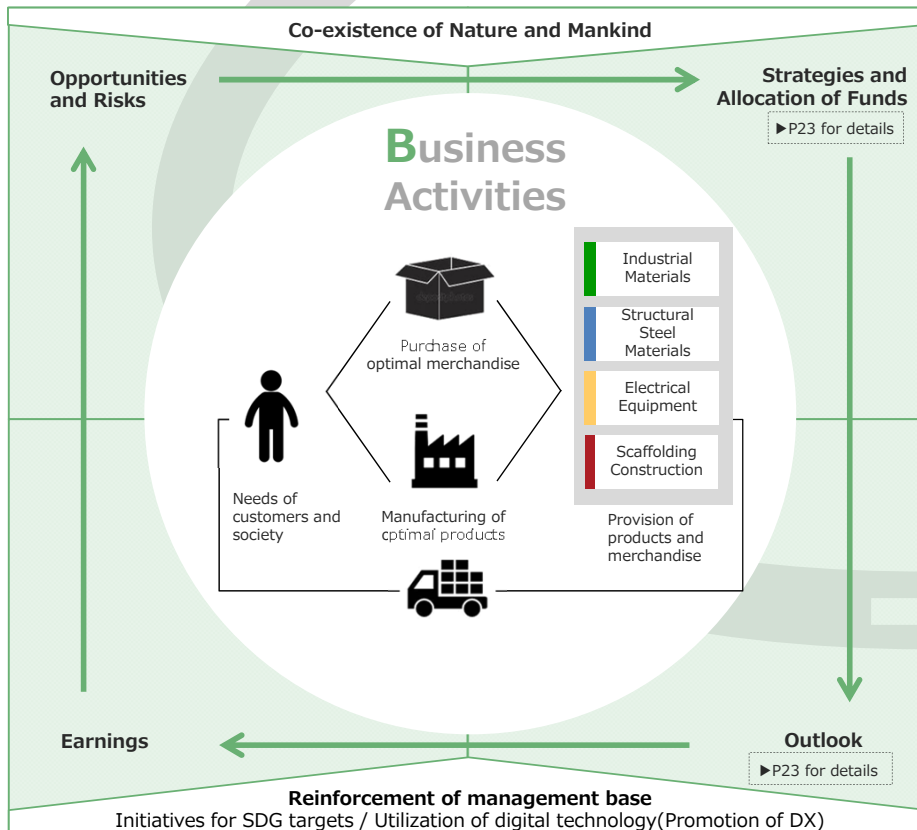 Co-existence of Nature and Mankind
Opportunities
and Risks
Strategies and
Allocation of Funds
▶P23 for details
Business
Activities
Industrial
Materials
Structural
Steel
Materials
Electrical
Equipment
Scaffolding
Construction
Purchase of
optimal merchandise
Needs of
customers and
society
Manufacturing of
optimal products
Provision of
products and
merchandise
Earnings
Outlook
▶P23 for details
Reinforcement of management base
Initiatives for SDG targets / Utilization of digital technology(Promotion of DX)